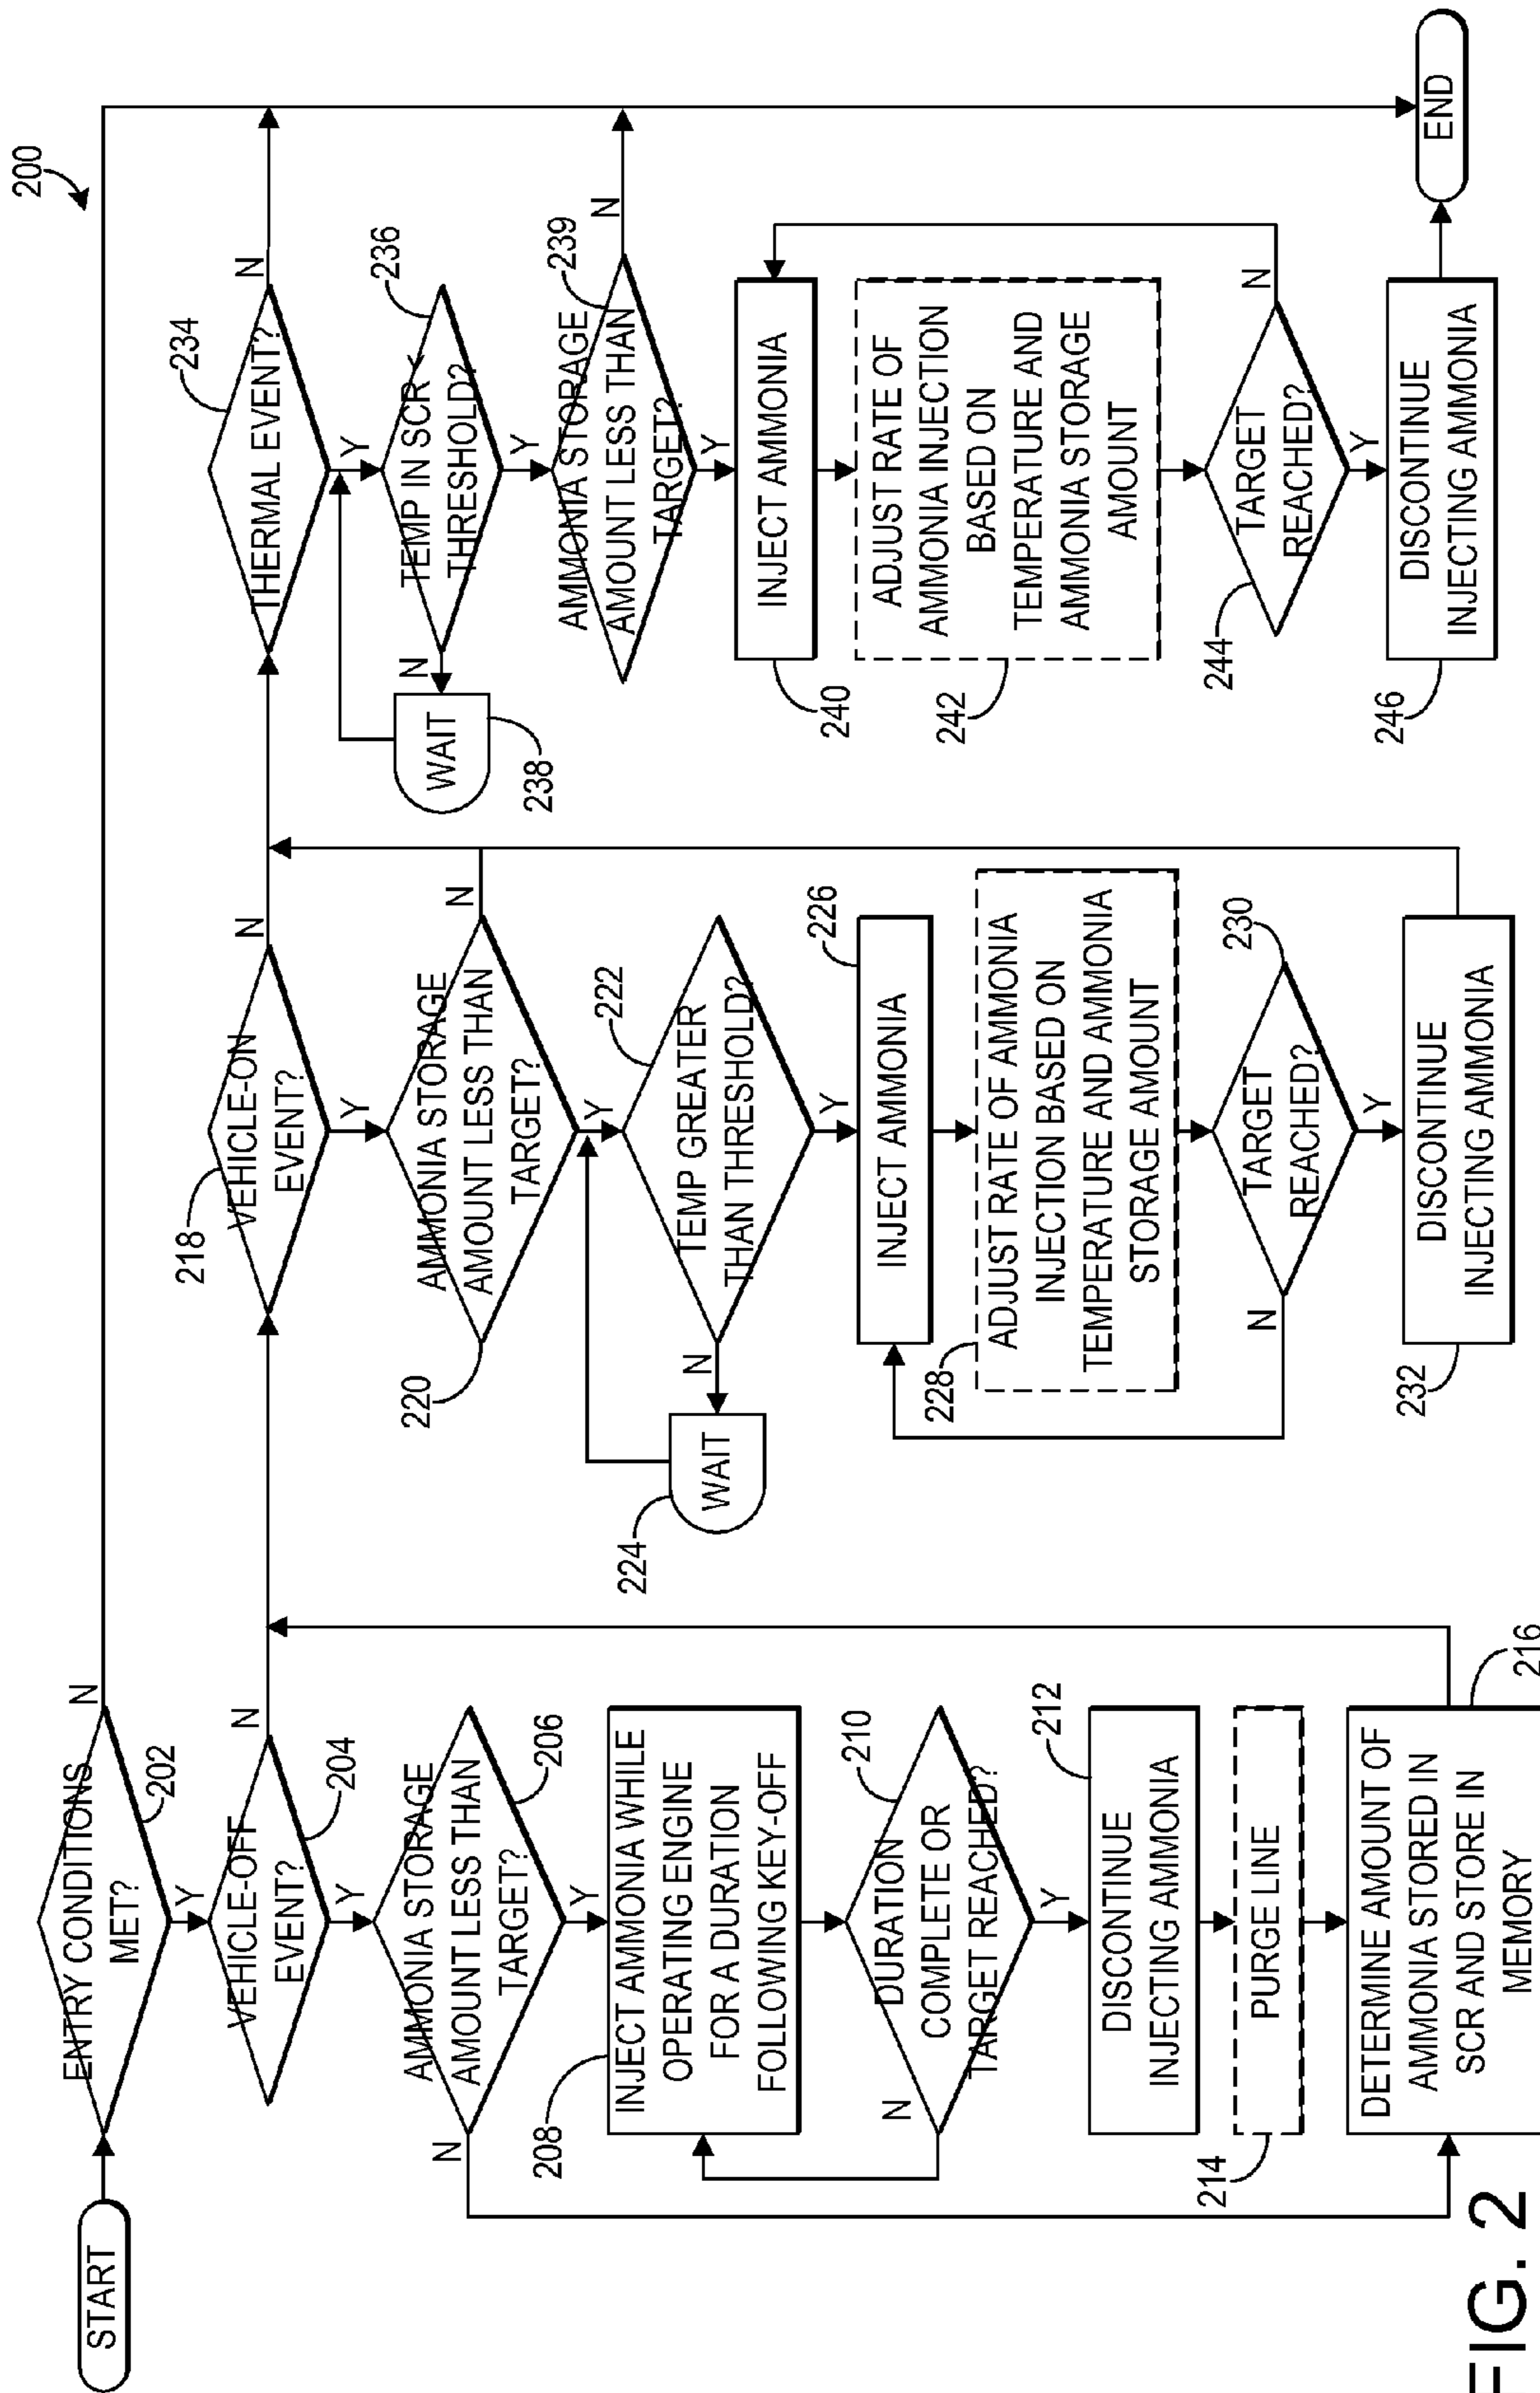 200
START
ENTRY CONDITIONS
MET?
202
N
Y
VEHICLE-OFF
EVENT?
204
N
Y
AMMONIA STORAGE
AMOUNT LESS THAN
TARGET?
206
N
Y
208
INJECT AMMONIA WHILE
OPERATING ENGINE
FOR A DURATION
FOLLOWING KEY-OFF
210
DURATION
COMPLETE OR
TARGET REACHED?
N
Y
212
DISCONTINUE
INJECTING AMMONIA
214
PURGE LINE
DETERMINE AMOUNT OF
AMMONIA STORED IN
SCR AND STORE IN
MEMORY
216
218
VEHICLE-ON
EVENT?
N
Y
220
AMMONIA STORAGE
AMOUNT LESS THAN
TARGET?
N
Y
222
TEMP GREATER
THAN THRESHOLD?
N
Y
224
WAIT
226
INJECT AMMONIA
228
ADJUST RATE OF AMMONIA
INJECTION BASED ON
TEMPERATURE AND AMMONIA
STORAGE AMOUNT
230
TARGET
REACHED?
N
Y
232
DISCONTINUE
INJECTING AMMONIA
234
THERMAL EVENT?
N
Y
236
TEMP IN SCR <
THRESHOLD?
N
Y
WAIT
238
239
AMMONIA STORAGE
AMOUNT LESS THAN
TARGET?
N
Y
240
INJECT AMMONIA
242
ADJUST RATE OF
AMMONIA INJECTION
BASED ON
TEMPERATURE AND
AMMONIA STORAGE
AMOUNT
244
TARGET
REACHED?
N
Y
246
DISCONTINUE
INJECTING AMMONIA
END
FIG. 2